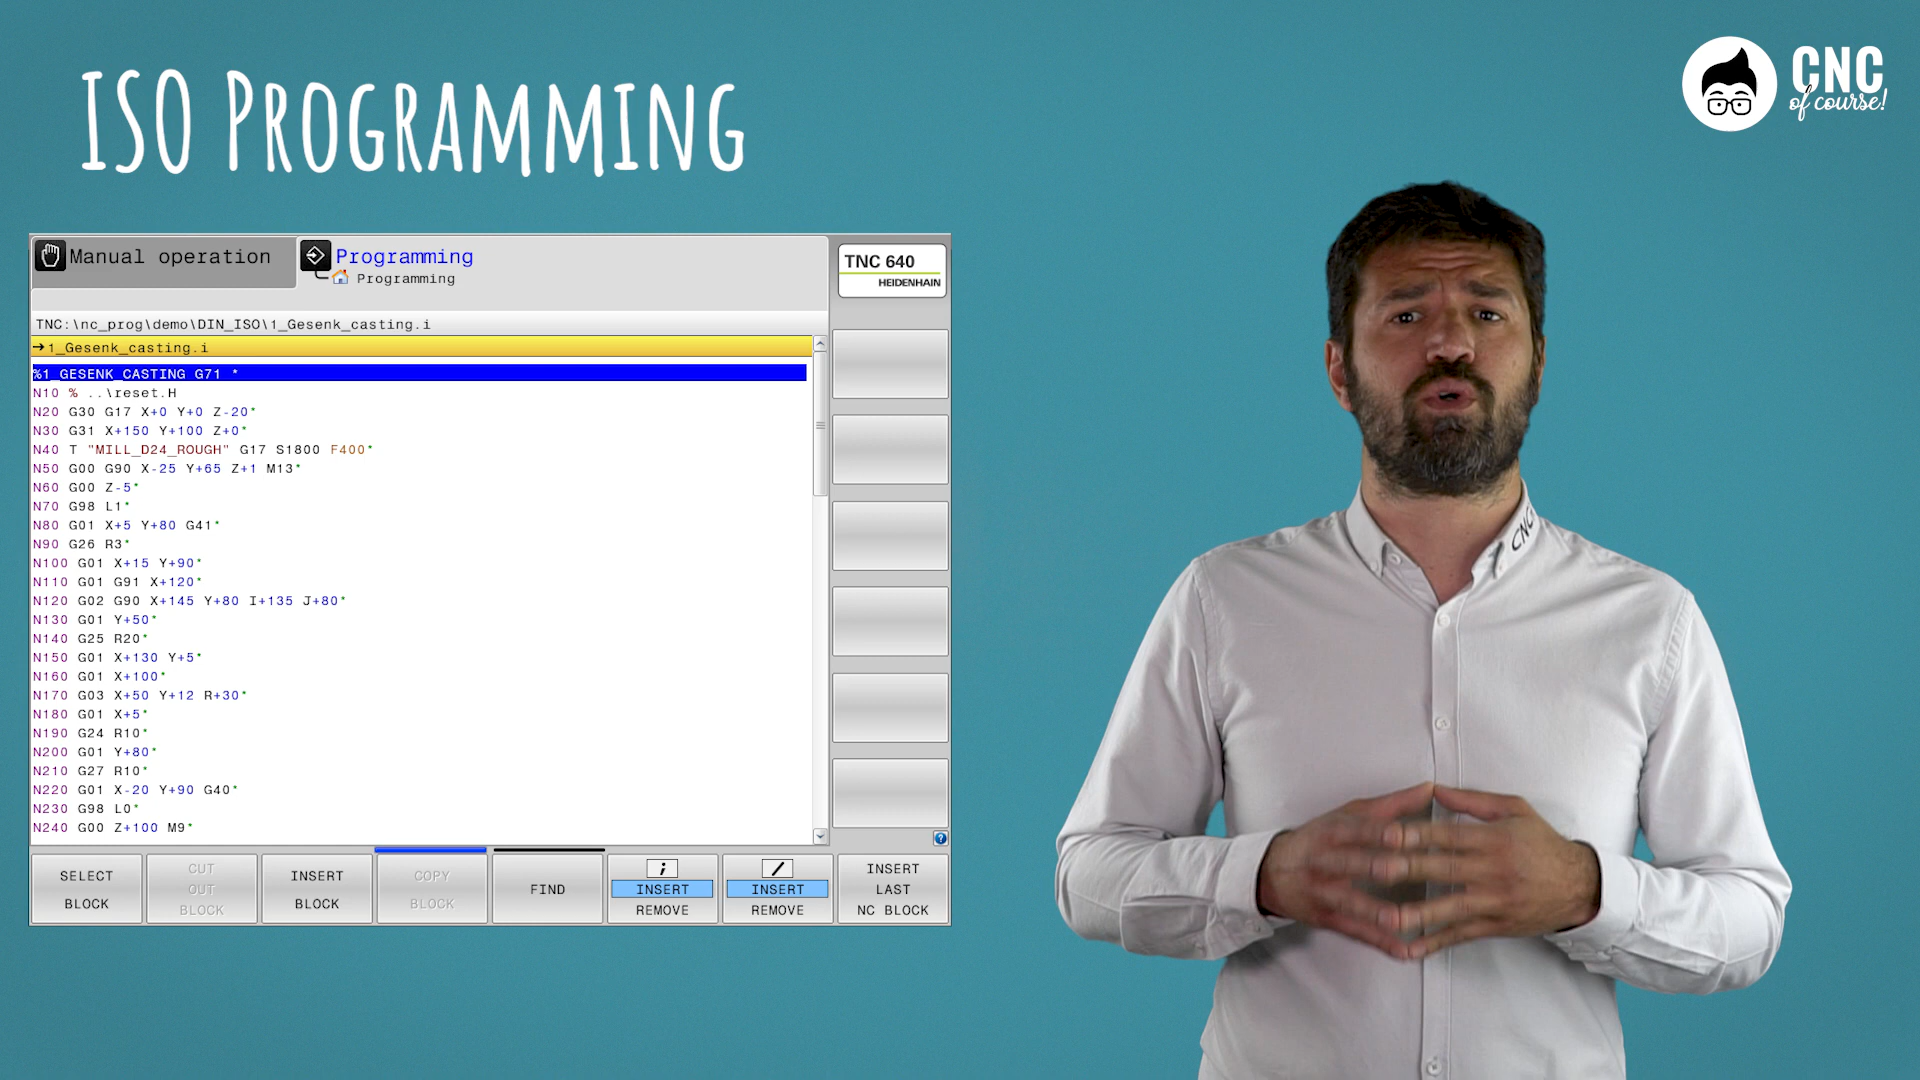 ISO Programming
CNC
of course!
Manual operation
Programming
Programming
TNC 640
HEIDENHAIN
TNC:\nc_prog\demo\DIN_ISO\1_Gesenk_casting.i
→1_Gesenk_casting.i
%1_GESENK_CASTING G71 *
N10 % ..\reset.H
N20 G30 G17 X+0 Y+0 Z-20*
N30 G31 X+150 Y+100 Z+0*
N40 T "MILL_D24_ROUGH" G17 S1800 F400*
N50 G00 G90 X-25 Y+65 Z+1 M13*
N60 G00 Z-5*
N70 G98 L1*
N80 G01 X+5 Y+80 G41*
N90 G26 R3*
N100 G01 X+15 Y+90*
N110 G01 G91 X+120*
N120 G02 G90 X+145 Y+80 I+135 J+80*
N130 G01 Y+50*
N140 G25 R20*
N150 G01 X+130 Y+5*
N160 G01 X+100*
N170 G03 X+50 Y+12 R+30*
N180 G01 X+5*
N190 G24 R10*
N200 G01 Y+80*
N210 G27 R10*
N220 G01 X-20 Y+90 G40*
N230 G98 L0*
N240 G00 Z+100 M9*
SELECT
BLOCK
CUT
OUT
BLOCK
INSERT
BLOCK
COPY
BLOCK
FIND
;
INSERT
REMOVE
/
INSERT
REMOVE
INSERT
LAST
NC BLOCK
?
CNC